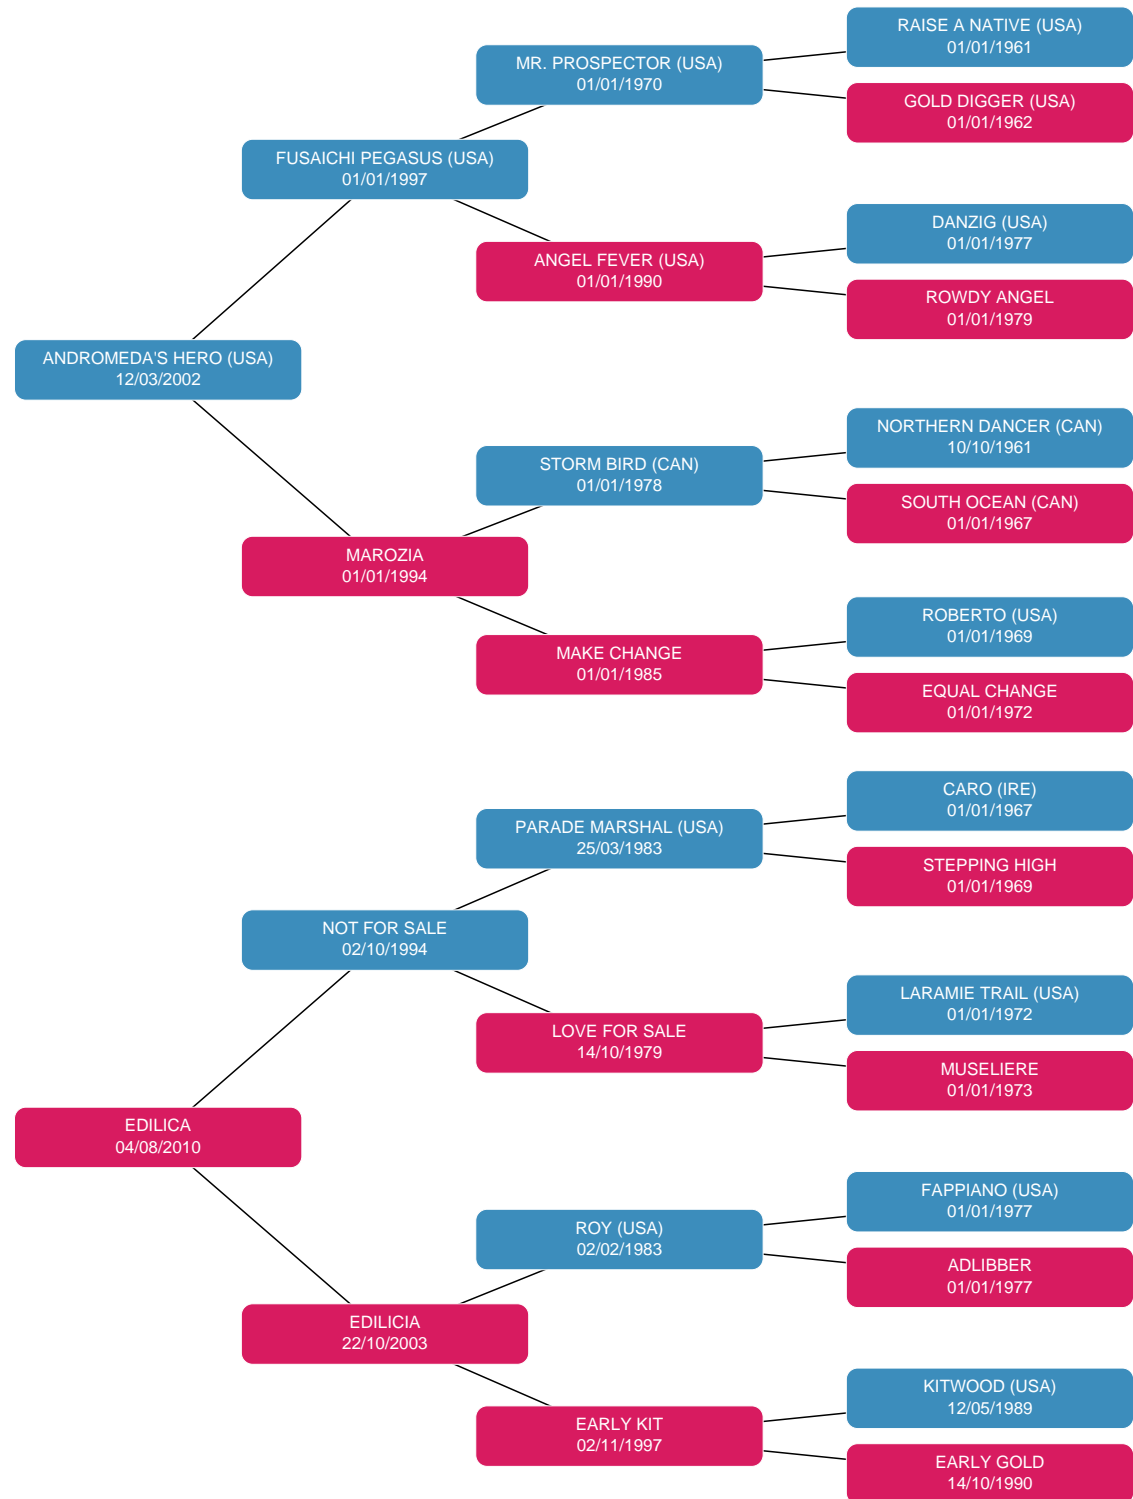 RAISE A NATIVE (USA)
01/01/1961
MR. PROSPECTOR (USA)
01/01/1970
GOLD DIGGER (USA)
01/01/1962
FUSAICHI PEGASUS (USA)
01/01/1997
DANZIG (USA)
01/01/1977
ANGEL FEVER (USA)
01/01/1990
ROWDY ANGEL
01/01/1979
ANDROMEDA'S HERO (USA)
12/03/2002
NORTHERN DANCER (CAN)
10/10/1961
STORM BIRD (CAN)
01/01/1978
SOUTH OCEAN (CAN)
01/01/1967
MAROZIA
01/01/1994
ROBERTO (USA)
01/01/1969
MAKE CHANGE
01/01/1985
EQUAL CHANGE
01/01/1972
CARO (IRE)
01/01/1967
PARADE MARSHAL (USA)
25/03/1983
STEPPING HIGH
01/01/1969
NOT FOR SALE
02/10/1994
LARAMIE TRAIL (USA)
01/01/1972
LOVE FOR SALE
14/10/1979
MUSELIERE
01/01/1973
EDILICA
04/08/2010
FAPPIANO (USA)
01/01/1977
ROY (USA)
02/02/1983
ADLIBBER
01/01/1977
EDILICIA
22/10/2003
KITWOOD (USA)
12/05/1989
EARLY KIT
02/11/1997
EARLY GOLD
14/10/1990